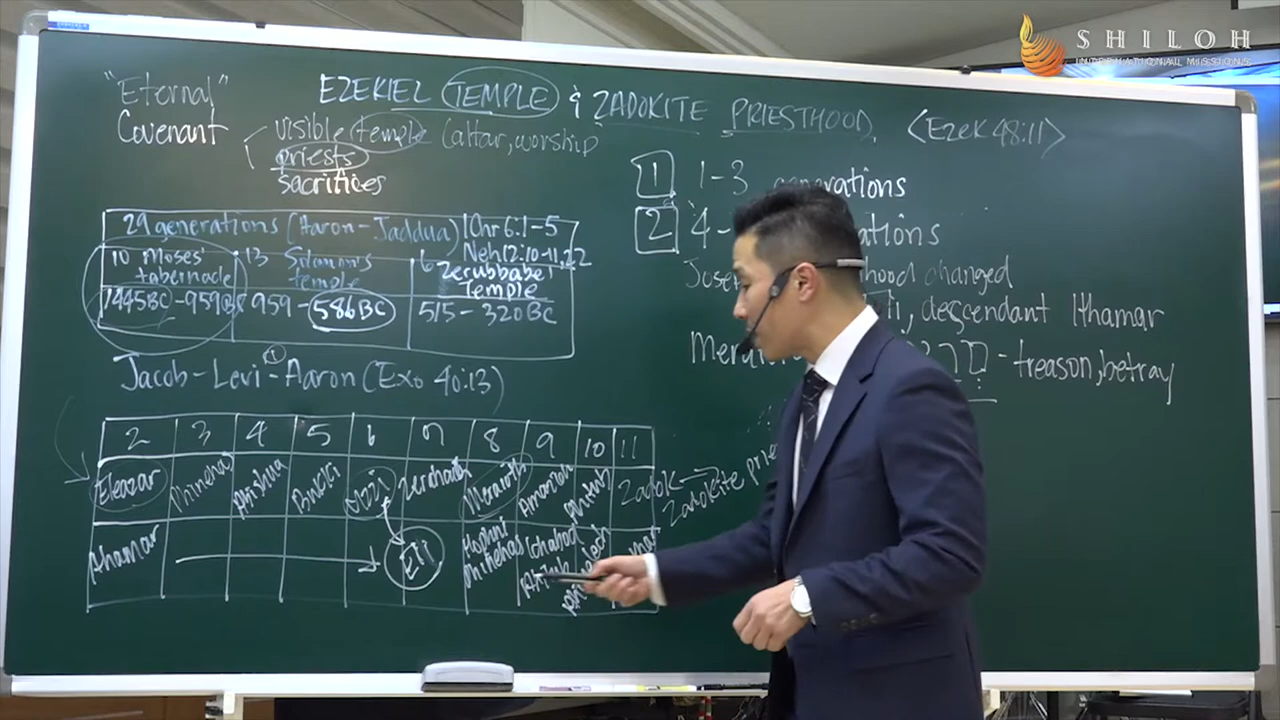 SHILOH
INTERNATIONAL MISSIONS
"Eternal"
Covenant
EZEKIEL TEMPLE & ZADOKITE PRIESTHOOD, <Ezek 48:11>
visible temple (altar, worship
priests
sacrifices
29 generations (Aaron-Jaddua)
1Chr 6:1-5
Neh 12:10-11, 22
10 Moses' tabernacle
13 Solomon's temple
6 Zerubbabel Temple
1445BC-959BC
959-586BC
515-320BC
Jacob-Levi-Aaron (Exo 40:13)
2 3 4 5 6 7 8 9 10 11
Eleazar Phinehas Abishua Bukki Uzzi Zerahiah Meraioth Amariah Ahitub Zadok → Zadokite prie
Ithamar → Eli
Hophni Phinehas Ichabod
1 1-3 generations
2 4- ations
Jose hood changed
, descendant Ithamar
Mera - treason, betray